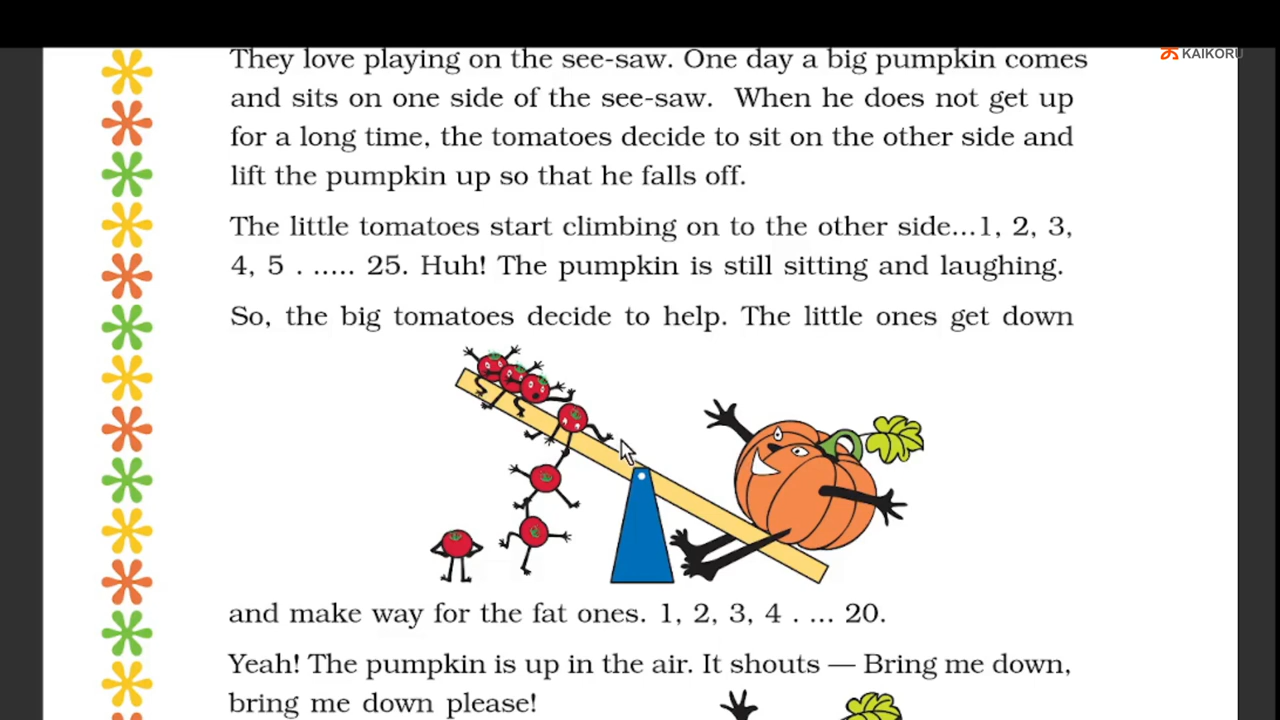 KAIKORU
They love playing on the see-saw. One day a big pumpkin comes
and sits on one side of the see-saw. When he does not get up
for a long time, the tomatoes decide to sit on the other side and
lift the pumpkin up so that he falls off.
The little tomatoes start climbing on to the other side...1, 2, 3,
4, 5 . ..... 25. Huh! The pumpkin is still sitting and laughing.
So, the big tomatoes decide to help. The little ones get down
and make way for the fat ones. 1, 2, 3, 4 . ... 20.
Yeah! The pumpkin is up in the air. It shouts — Bring me down,
bring me down please!